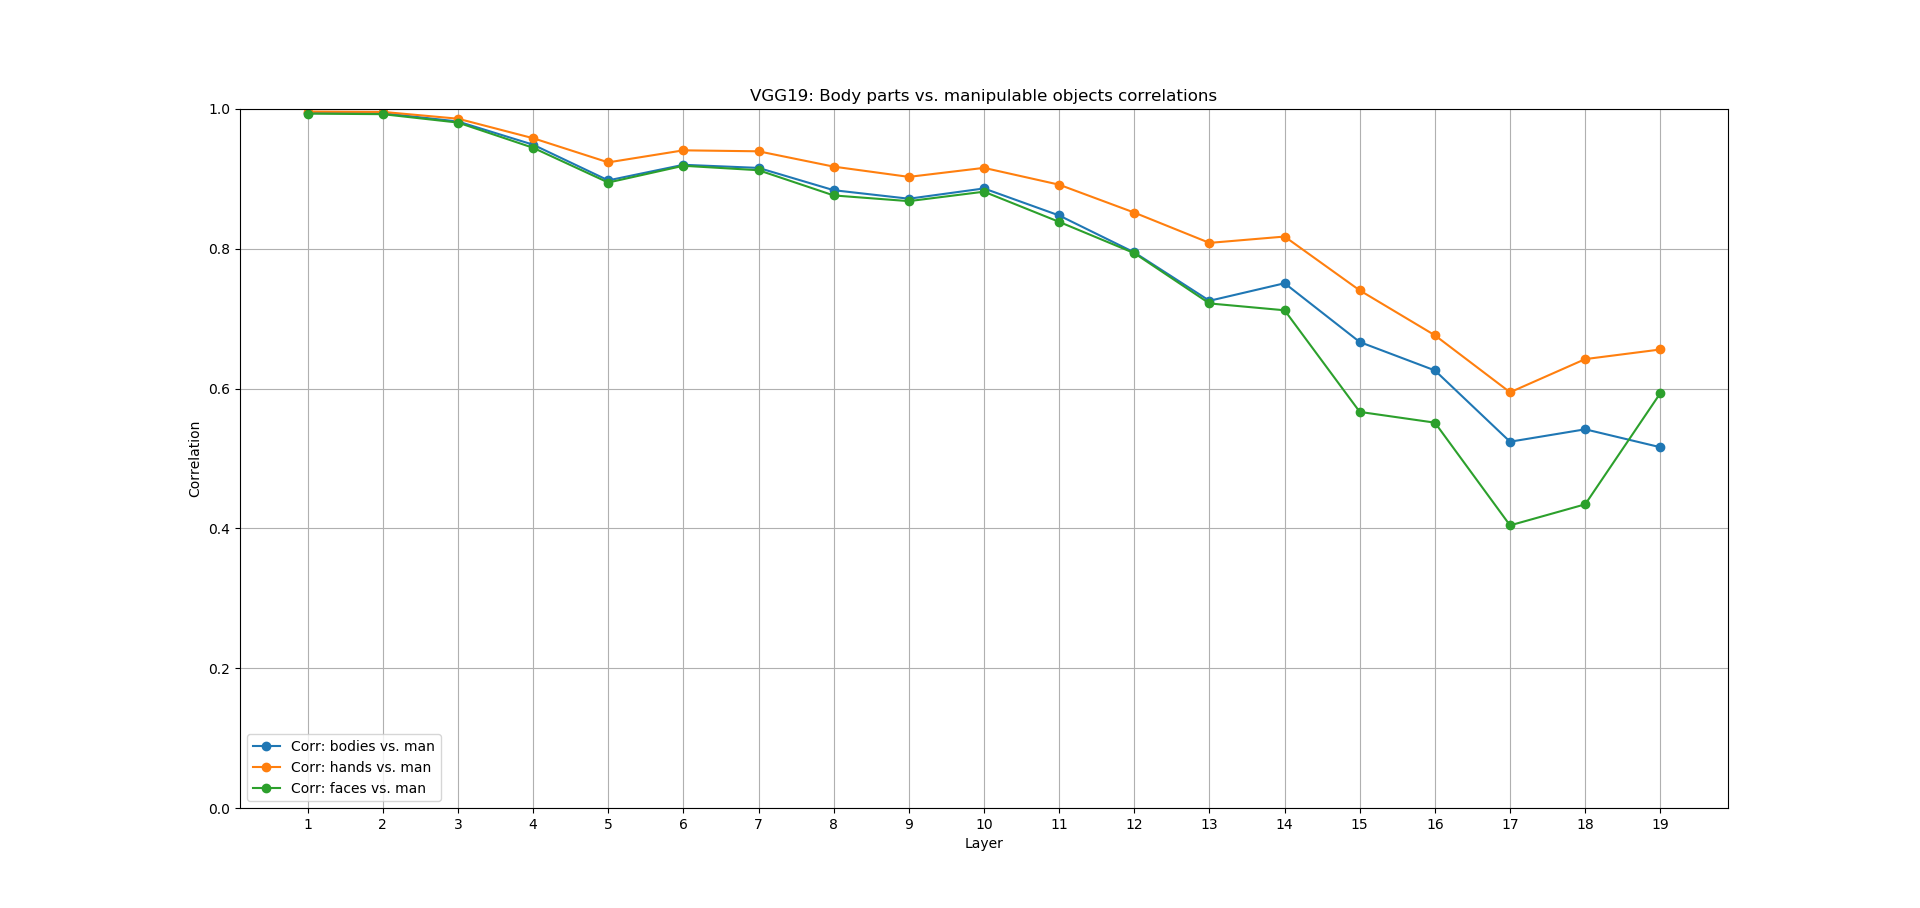 VGG19: Body parts vs. manipulable objects correlations
1.0
0.8
0.6
0.4
0.2
0.0
Correlation
Corr: bodies vs. man
Corr: hands vs. man
Corr: faces vs. man
1 2 3 4 5 6 7 8 9 10 11 12 13 14 15 16 17 18 19
Layer